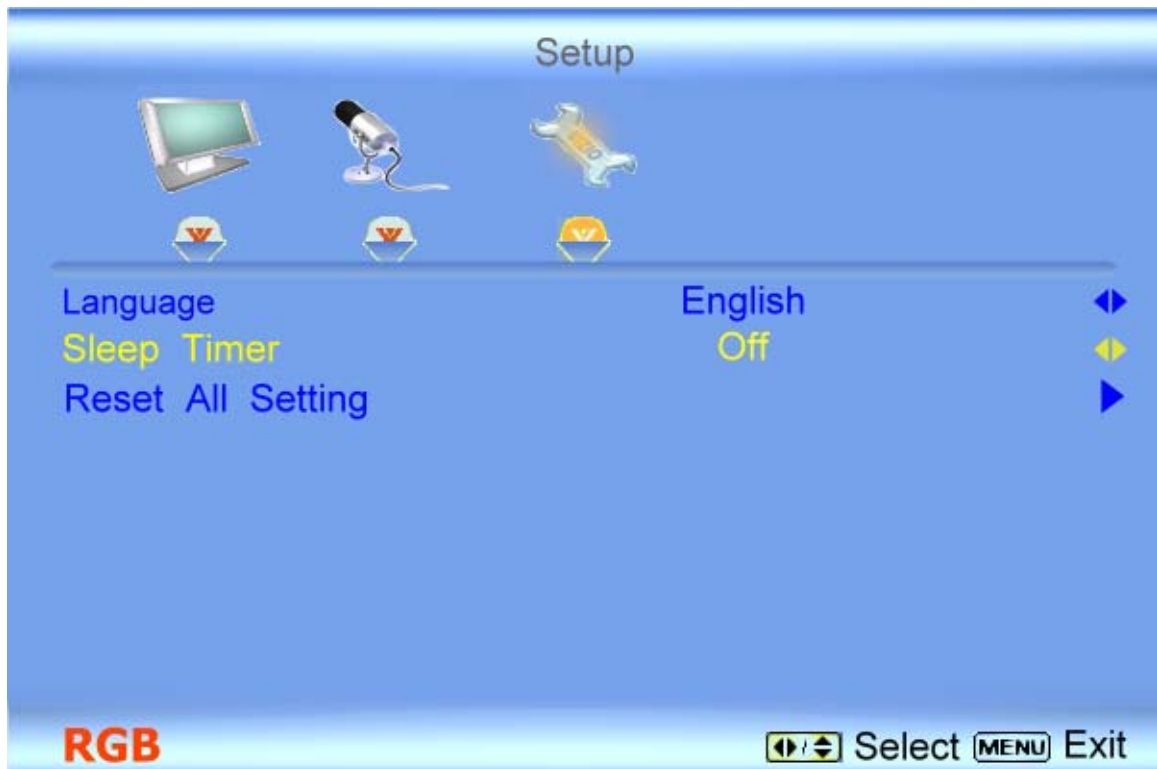 Setup
Language English
Sleep Timer Off
Reset All Setting
RGB Select MENU Exit